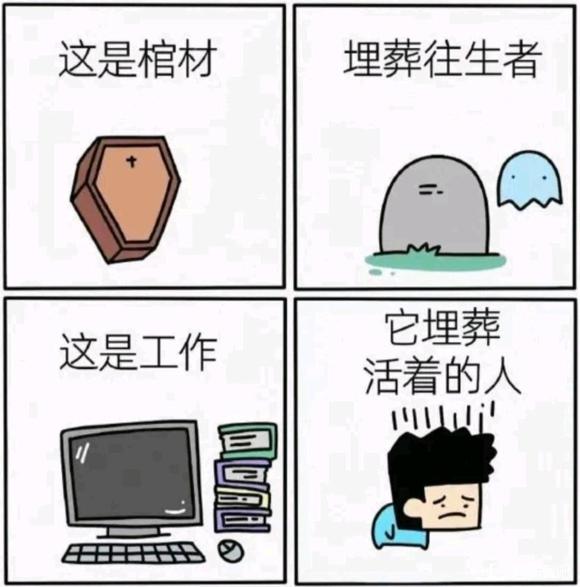 这是棺材
埋葬往生者
这是工作
它埋葬
活着的人